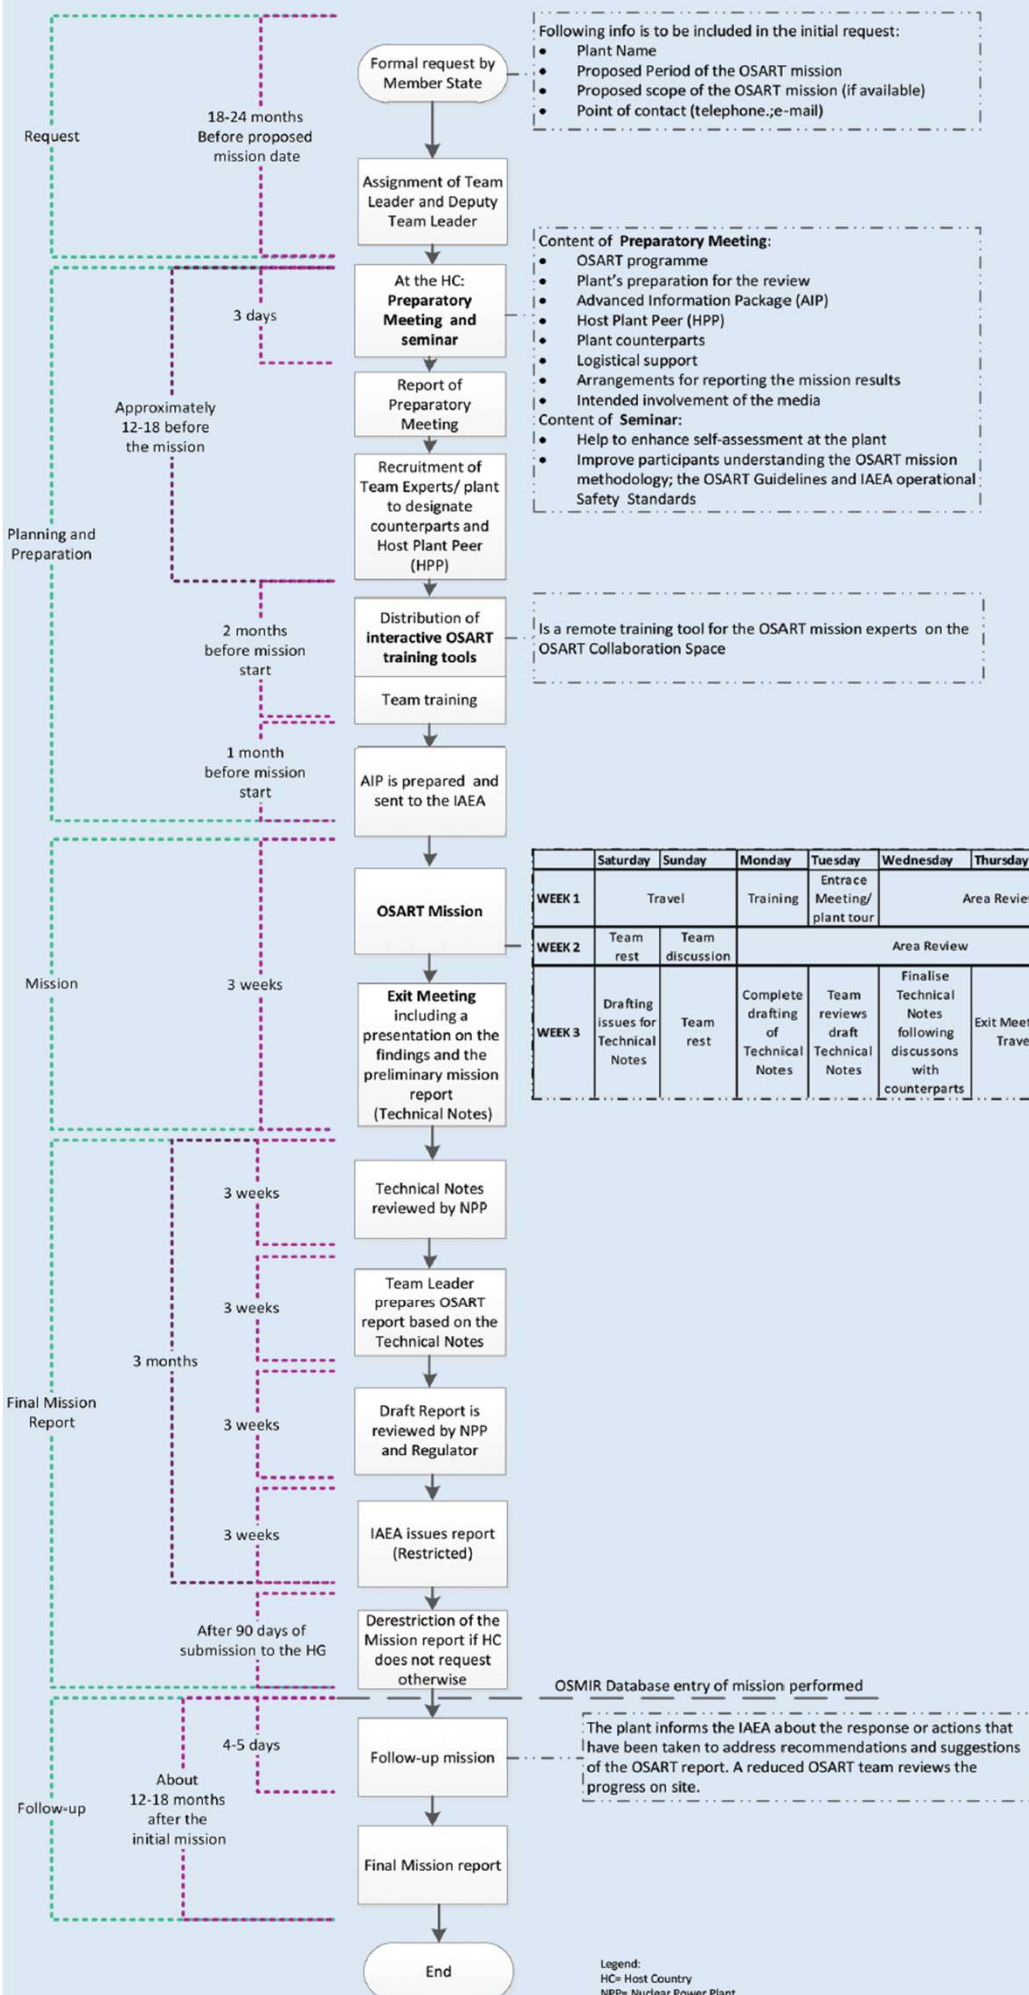 Formal request by
Member State
Following info is to be included in the initial request:
• Plant Name
• Proposed Period of the OSART mission
• Proposed scope of the OSART mission (if available)
• Point of contact (telephone.;e-mail)
Request
18-24 months
Before proposed
mission date
Assignment of Team
Leader and Deputy
Team Leader
At the HC:
Preparatory
Meeting and
seminar
3 days
Content of Preparatory Meeting:
• OSART programme
• Plant's preparation for the review
• Advanced Information Package (AIP)
• Host Plant Peer (HPP)
• Plant counterparts
• Logistical support
• Arrangements for reporting the mission results
• Intended involvement of the media
Content of Seminar:
• Help to enhance self-assessment at the plant
• Improve participants understanding the OSART mission
methodology; the OSART Guidelines and IAEA operational
Safety Standards
Report of
Preparatory
Meeting
Approximately
12-18 before
the mission
Recruitment of
Team Experts/ plant
to designate
counterparts and
Host Plant Peer
(HPP)
Planning and
Preparation
Distribution of
interactive OSART
training tools
2 months
before mission
start
Is a remote training tool for the OSART mission experts on the
OSART Collaboration Space
Team training
1 month
before mission
start
AIP is prepared and
sent to the IAEA
OSART Mission
Saturday Sunday Monday Tuesday Wednesday Thursday
WEEK 1
Travel
Training
Entrace
Meeting/
plant tour
Area Revie
WEEK 2
Team
rest
Team
discussion
Area Review
WEEK 3
Drafting
issues for
Technical
Notes
Team
rest
Complete
drafting
of
Technical
Notes
Team
reviews
draft
Technical
Notes
Finalise
Technical
Notes
following
discussons
with
counterparts
Exit Meet
Trave
Mission
3 weeks
Exit Meeting
including a
presentation on the
findings and the
preliminary mission
report
(Technical Notes)
3 weeks
Technical Notes
reviewed by NPP
3 weeks
Team Leader
prepares OSART
report based on the
Technical Notes
3 months
Final Mission
Report
3 weeks
Draft Report is
reviewed by NPP
and Regulator
3 weeks
IAEA issues report
(Restricted)
After 90 days of
submission to the HG
Derestriction of the
Mission report if HC
does not request
otherwise
OSMIR Database entry of mission performed
4-5 days
Follow-up mission
The plant informs the IAEA about the response or actions that
have been taken to address recommendations and suggestions
of the OSART report. A reduced OSART team reviews the
progress on site.
Follow-up
About
12-18 months
after the
initial mission
Final Mission report
End
Legend:
HC= Host Country
NPP= Nuclear Power Plant